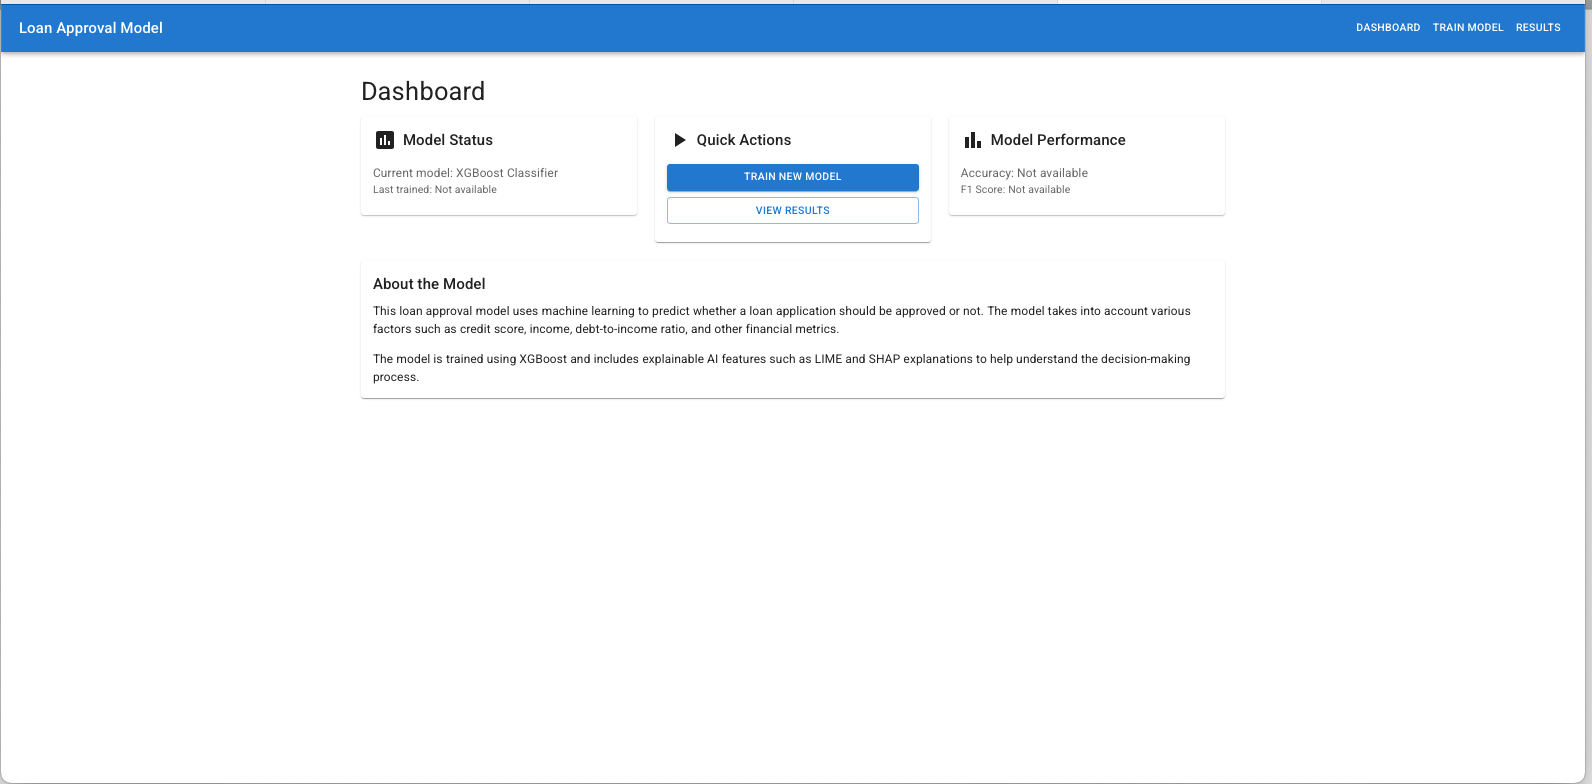 Loan Approval Model
DASHBOARD TRAIN MODEL RESULTS
Dashboard
Model Status
Current model: XGBoost Classifier
Last trained: Not available
Quick Actions
TRAIN NEW MODEL
VIEW RESULTS
Model Performance
Accuracy: Not available
F1 Score: Not available
About the Model
This loan approval model uses machine learning to predict whether a loan application should be approved or not. The model takes into account various
factors such as credit score, income, debt-to-income ratio, and other financial metrics.
The model is trained using XGBoost and includes explainable AI features such as LIME and SHAP explanations to help understand the decision-making
process.